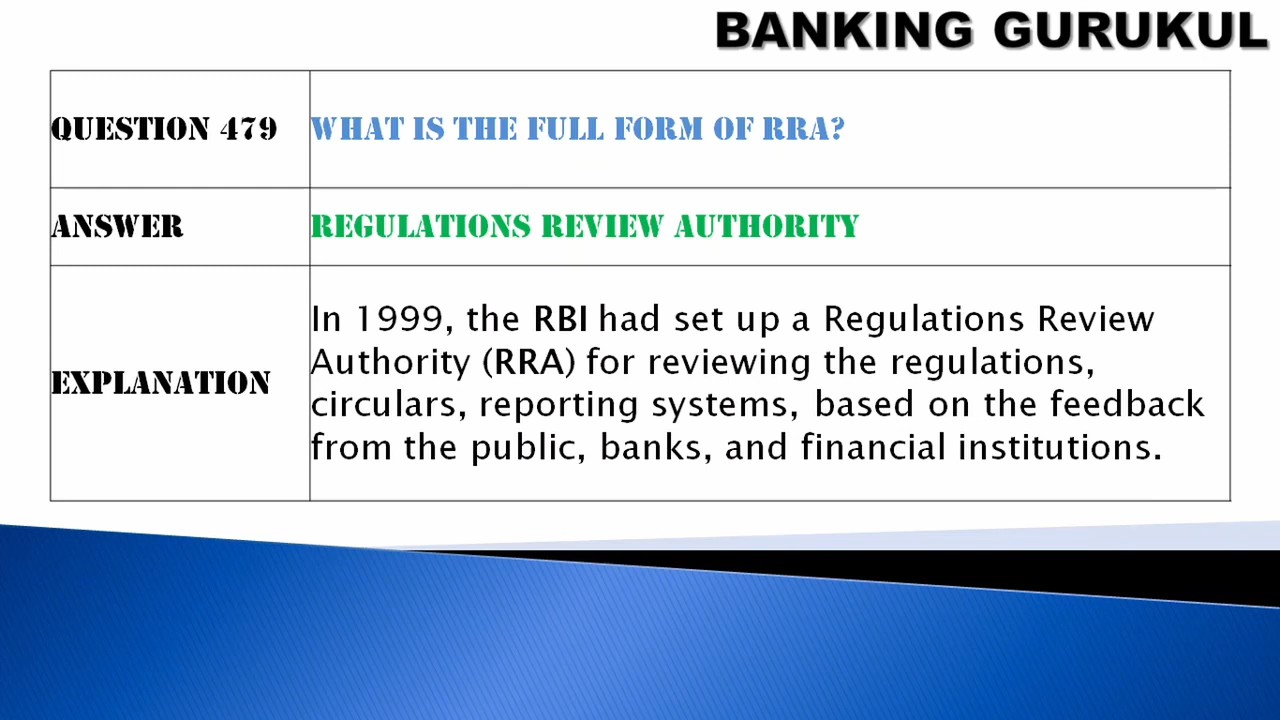 BANKING GURUKUL
QUESTION 479
WHAT IS THE FULL FORM OF RRA?
ANSWER
REGULATIONS REVIEW AUTHORITY
EXPLANATION
In 1999, the RBI had set up a Regulations Review
Authority (RRA) for reviewing the regulations,
circulars, reporting systems, based on the feedback
from the public, banks, and financial institutions.